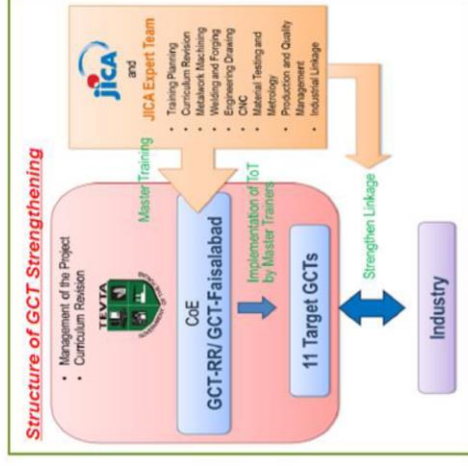 Structure of GCT Strengthening
• Management of the Project
• Curriculum Revision
TEVTA
CoE
GCT-RR/ GCT-Faisalabad
Implementation of ToT
by Master Trainers
11 Target GCTs
Industry
Master Training
Strengthen Linkage
jica
and
JICA Expert Team
• Training Planning
• Curriculum Revision
• Metalwork Machining
• Welding and Forging
• Engineering Drawing
• CNC
• Material Testing and
Metrology
• Production and Quality
Management
• Industrial Linkage